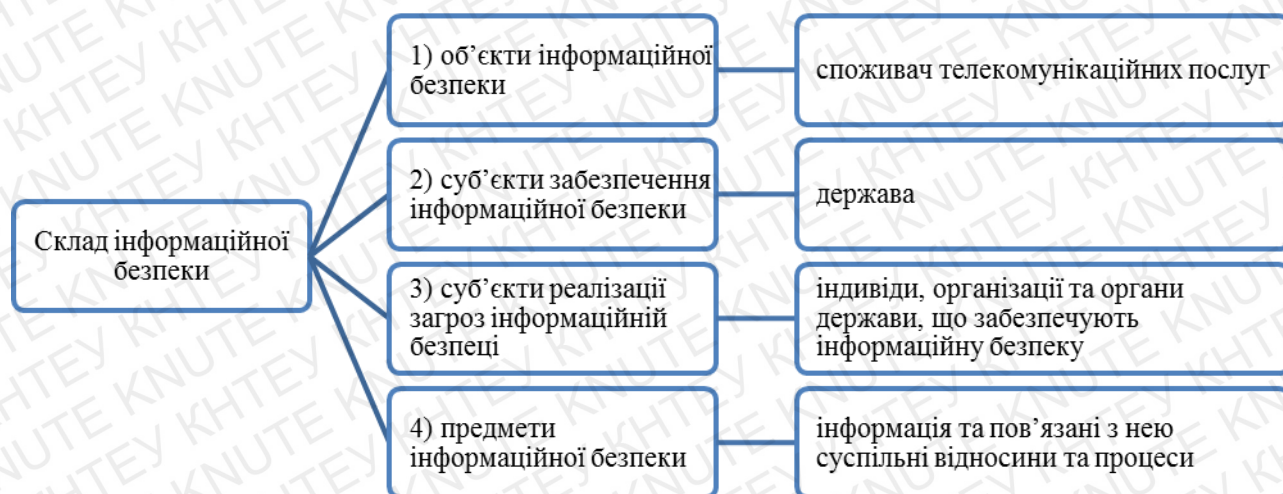 Склад інформаційної
безпеки
1) об’єкти інформаційної
безпеки
споживач телекомунікаційних послуг
2) суб’єкти забезпечення
інформаційної безпеки
держава
3) суб’єкти реалізації
загроз інформаційній
безпеці
індивіди, організації та органи
держави, що забезпечують
інформаційну безпеку
4) предмети
інформаційної безпеки
інформація та пов’язані з нею
суспільні відносини та процеси